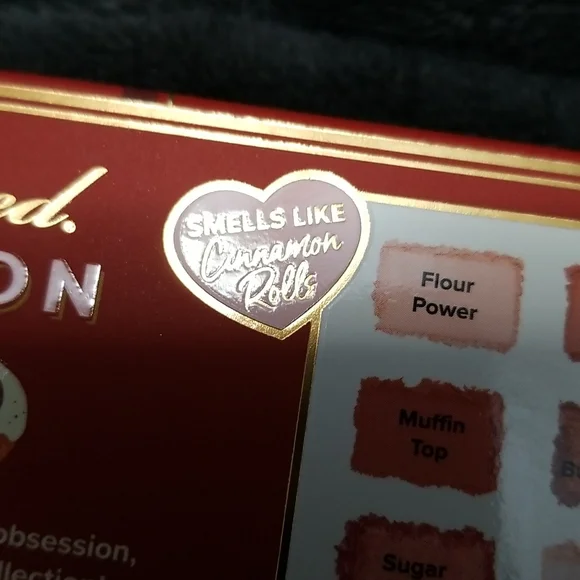 ed.
ON
SMELLS LIKE
Cinnamon
Rolls
Flour
Power
Muffin
Top
Sugar
obsession,